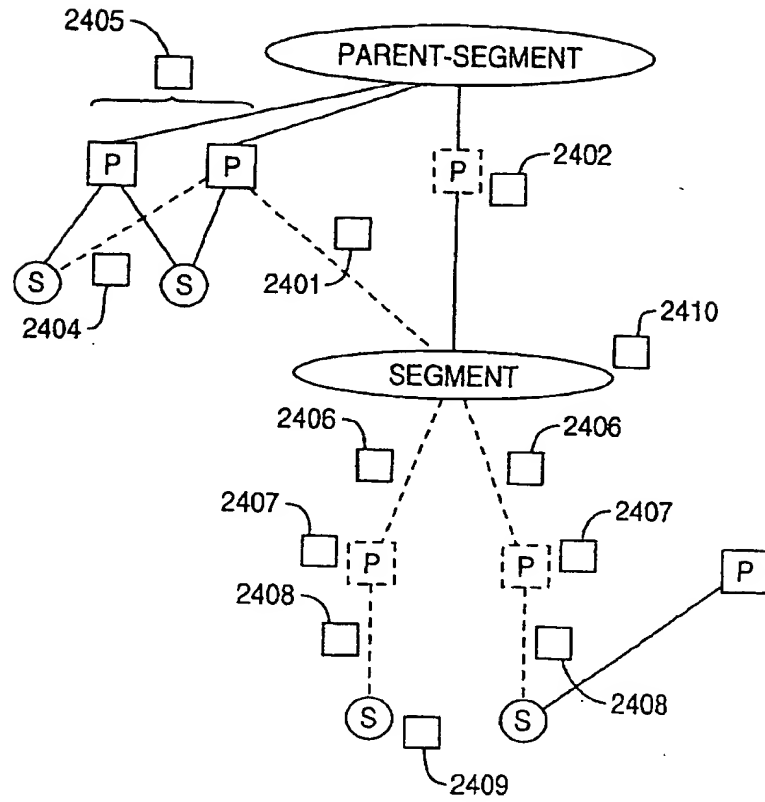 2405
PARENT-SEGMENT
P
P
P
2402
S
S
2404
2401
2410
SEGMENT
2406
2406
2407
2407
P
P
P
2408
2408
S
S
2409